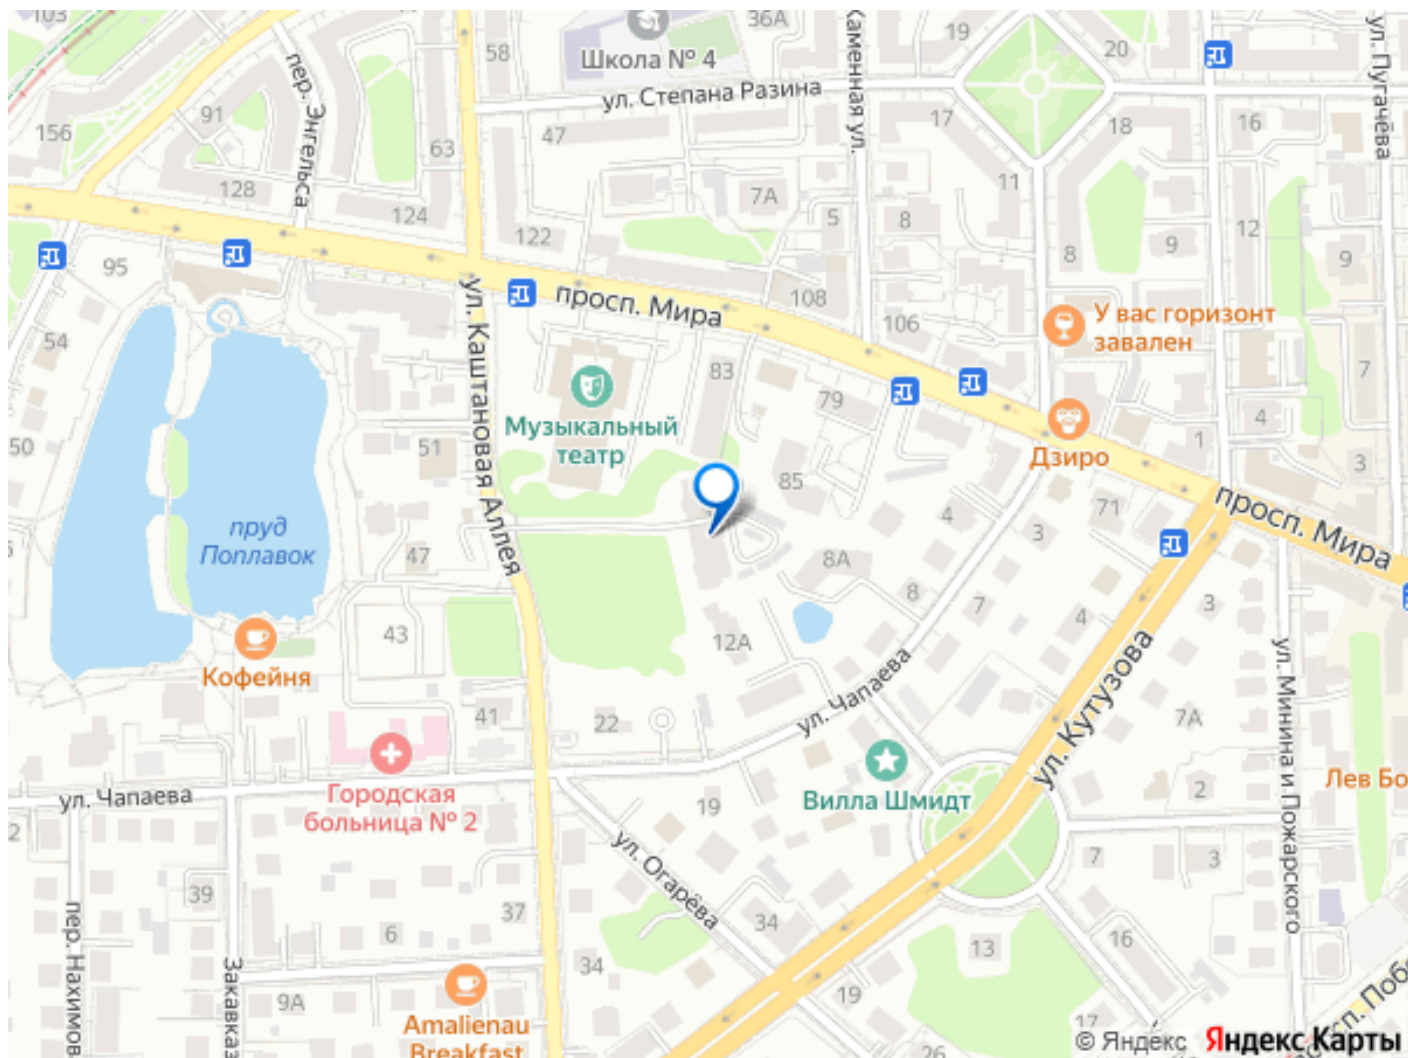 103
58
36А
Школа № 4
19
20
ул. Пугачёва
Каменная ул.
ул. Степана Разина
пер. Энгельса
91
156
63
47
17
18
16
128
124
122
7А
5
8
11
8
9
12
9
95
просп. Мира
108
106
У вас горизонт
завален
54
ул. Каштановая Аллея
83
79
7
4
1
3
Музыкальный
театр
Дзиро
50
51
85
71
4
3
просп. Мира
пруд
Поплавок
47
8А
8
7
4
3
43
12А
Кофейня
41
22
ул. Чапаева
ул. Кутузова
7А
ул. Минина и Пожарского
ул. Чапаева
Городская
больница № 2
19
Вилла Шмидт
2
Лев Бо
2
ул. Огарёва
7
3
39
37
6
34
34
13
16
пер. Нахимов
Закавказ
9А
19
Amalienau
Breakfast
26
17
сп. Поб
© Яндекс Яндекс Карты